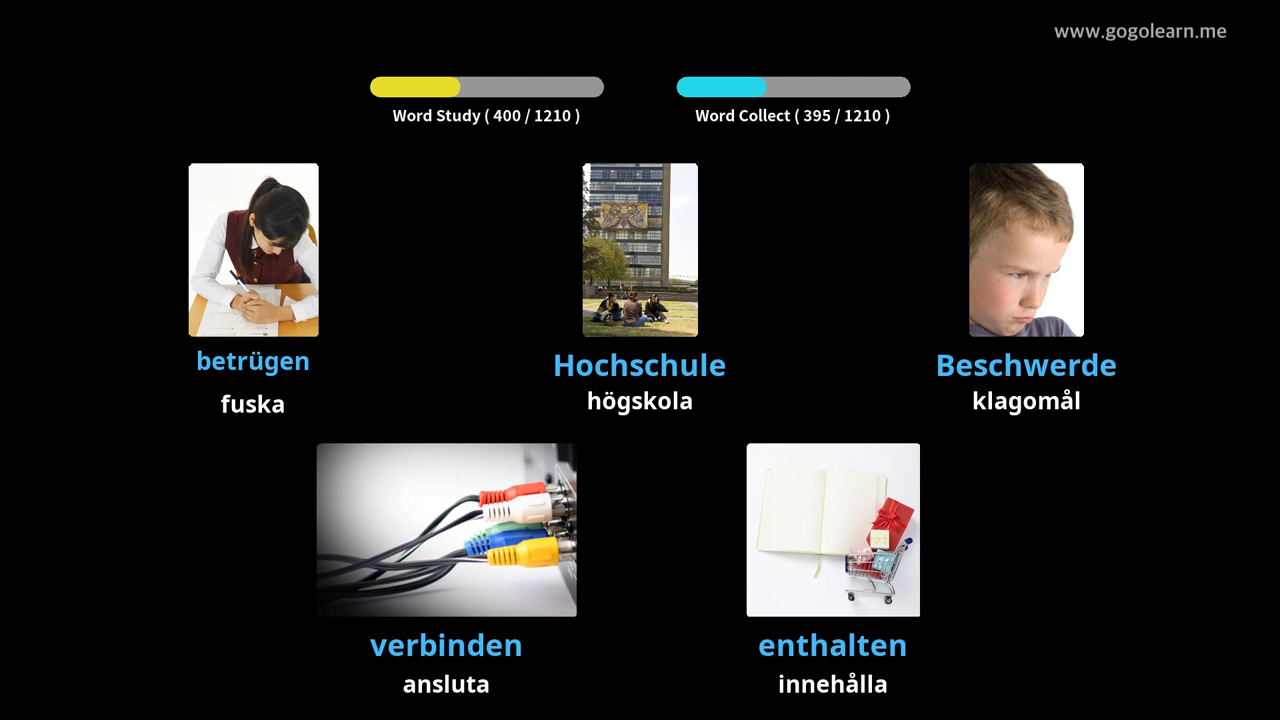 www.gogolearn.me
Word Study ( 400 / 1210 )
Word Collect ( 395 / 1210 )
betrügen
fuska
Hochschule
högskola
Beschwerde
klagomål
verbinden
ansluta
enthalten
innehålla